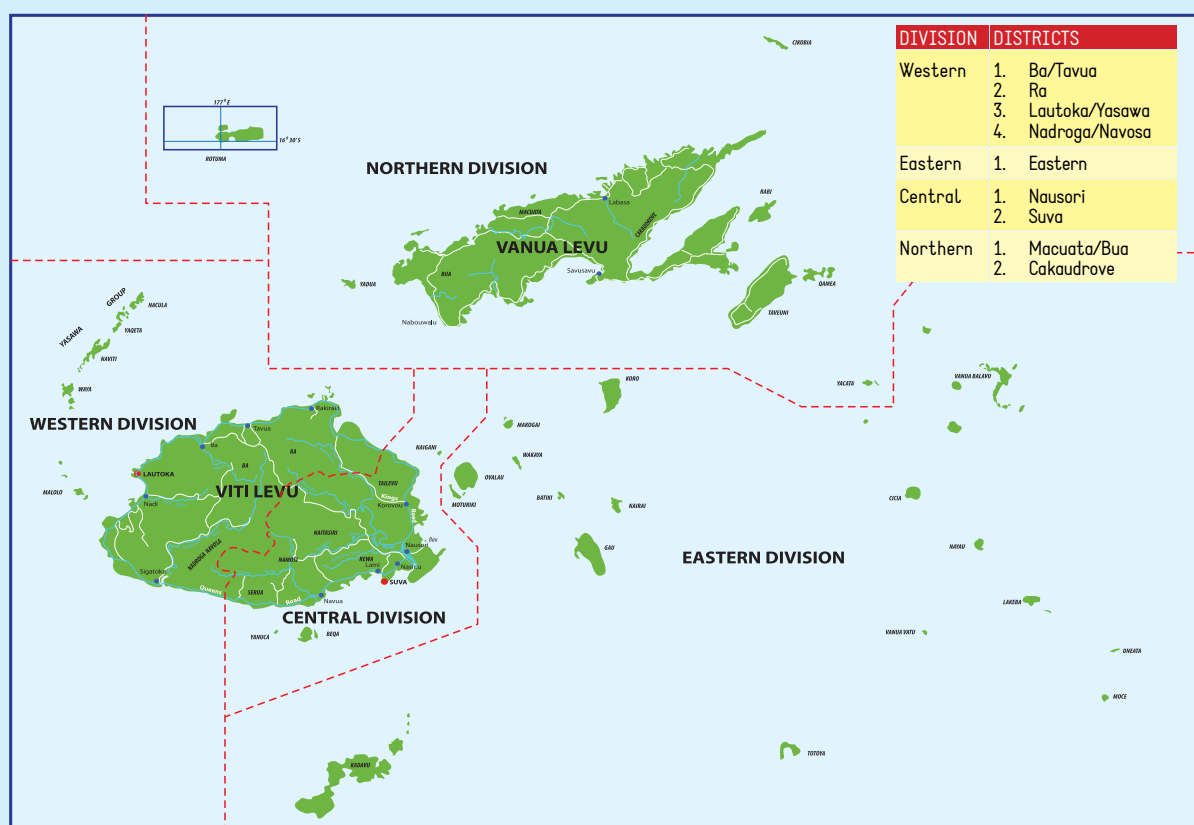 DIVISION DISTRICTS
Western 1. Ba/Tavua
2. Ra
3. Lautoka/Yasawa
4. Nadroga/Navosa
Eastern 1. Eastern
Central 1. Nausori
2. Suva
Northern 1. Macuata/Bua
2. Cakaudrove
CIKOBIA
177° E
16° 30'S
ROTUMA
NORTHERN DIVISION
RABI
Labasa
MACUATA
CAKAUDROVE
VANUA LEVU
BUA
Savusavu
YADUA
QAMEA
TAVEUNI
Nabouwalu
YASAWA GROUP
NACULA
YAQETA
NAVITI
WAYA
WESTERN DIVISION
KORO
YACATA
VANUA BALAVU
Rakiraki
Tavua
MAKOGAI
Ba
RA
NAIGANI
BA
WAKAYA
LAUTOKA
OVALAU
TAILEVU
MALOLO
VITI LEVU
Kings Road
Nadi
Korovou
MOTURIKI
BATIKI
NAIRAI
CICIA
NAITASIRI
Bay
NADROGA NAVOSA
Nausori
GAU
EASTERN DIVISION
NAYAU
NAMOSI
REWA
Lami
Nasinu
Sigatoka
SUVA
Queens Road
SERUA
Navua
CENTRAL DIVISION
LAKEBA
YANUCA
BEQA
VANUA VATU
ONEATA
MOCE
TOTOYA
KADAVU